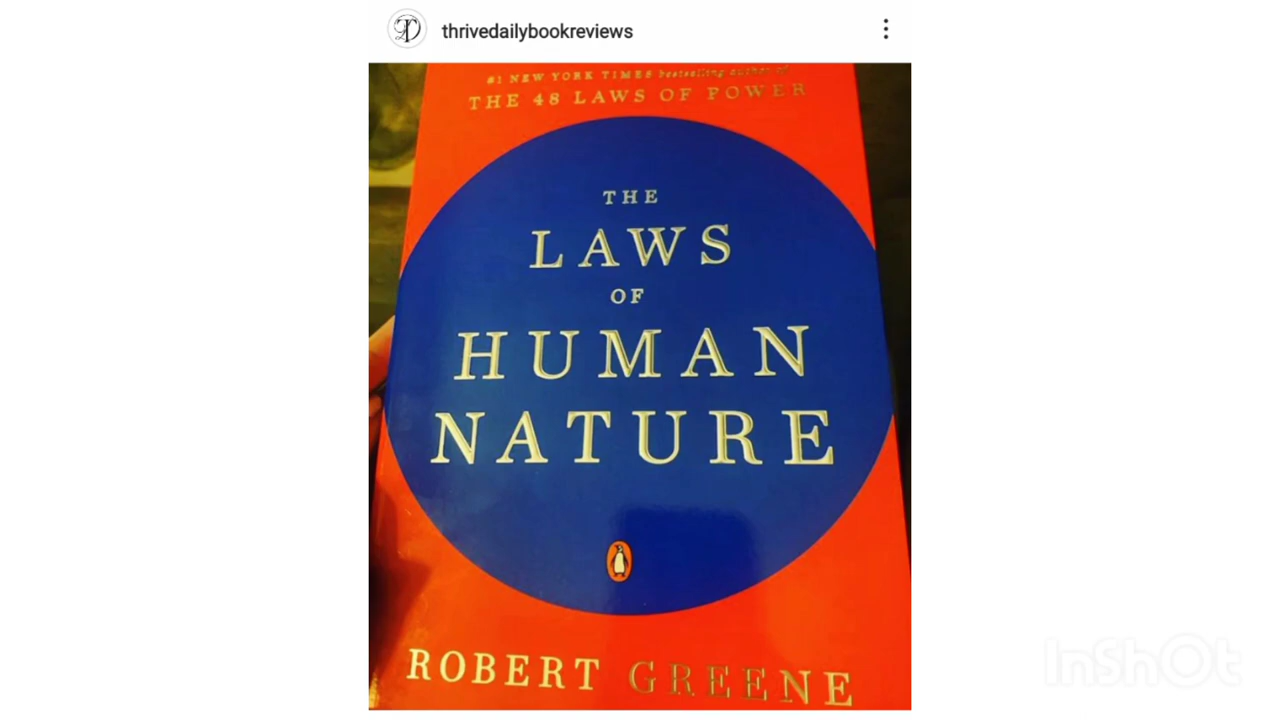 thrivedailybookreviews
#1 NEW YORK TIMES bestselling author of
THE 48 LAWS OF POWER
THE
LAWS
OF
HUMAN
NATURE
ROBERT GREENE
InShOt